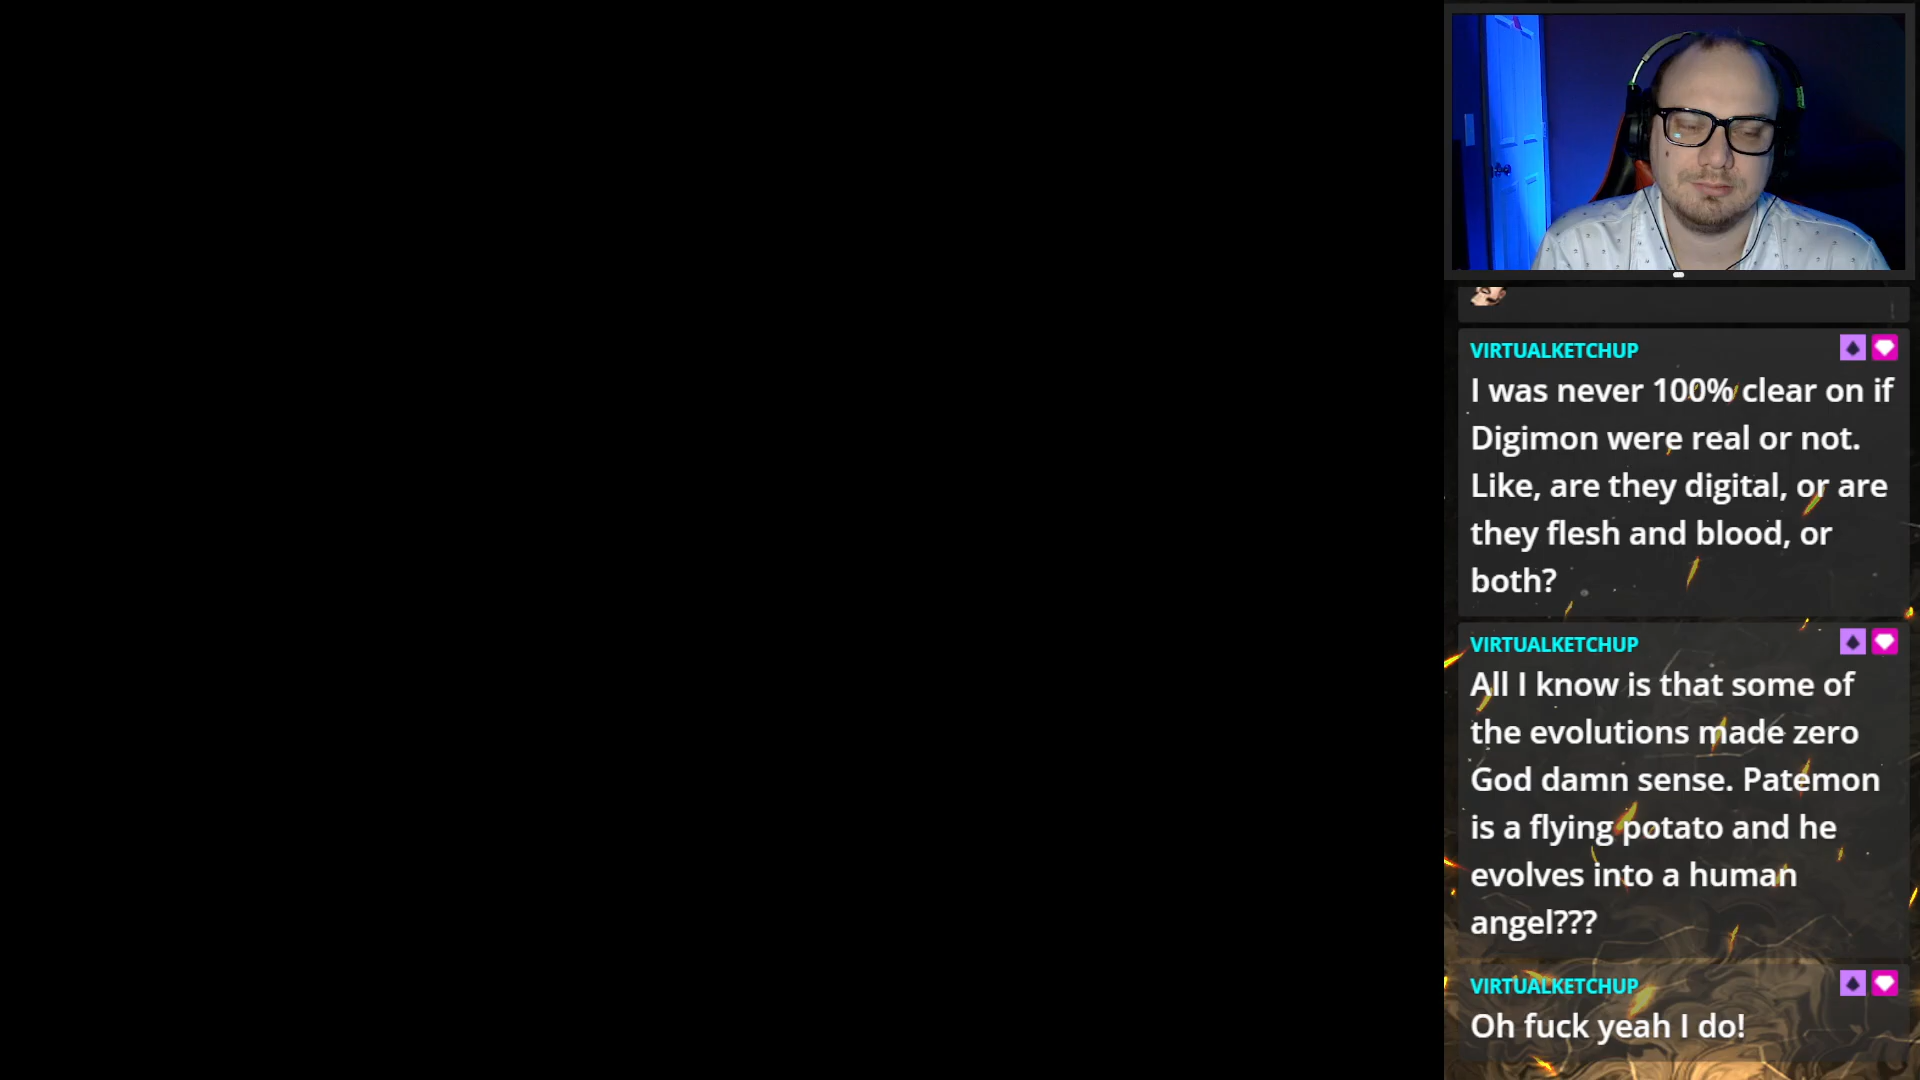 VIRTUALKETCHUP
I was never 100% clear on if
Digimon were real or not.
Like, are they digital, or are
they flesh and blood, or
both?
VIRTUALKETCHUP
All I know is that some of
the evolutions made zero
God damn sense. Patemon
is a flying potato and he
evolves into a human
angel???
VIRTUALKETCHUP
Oh fuck yeah I do!